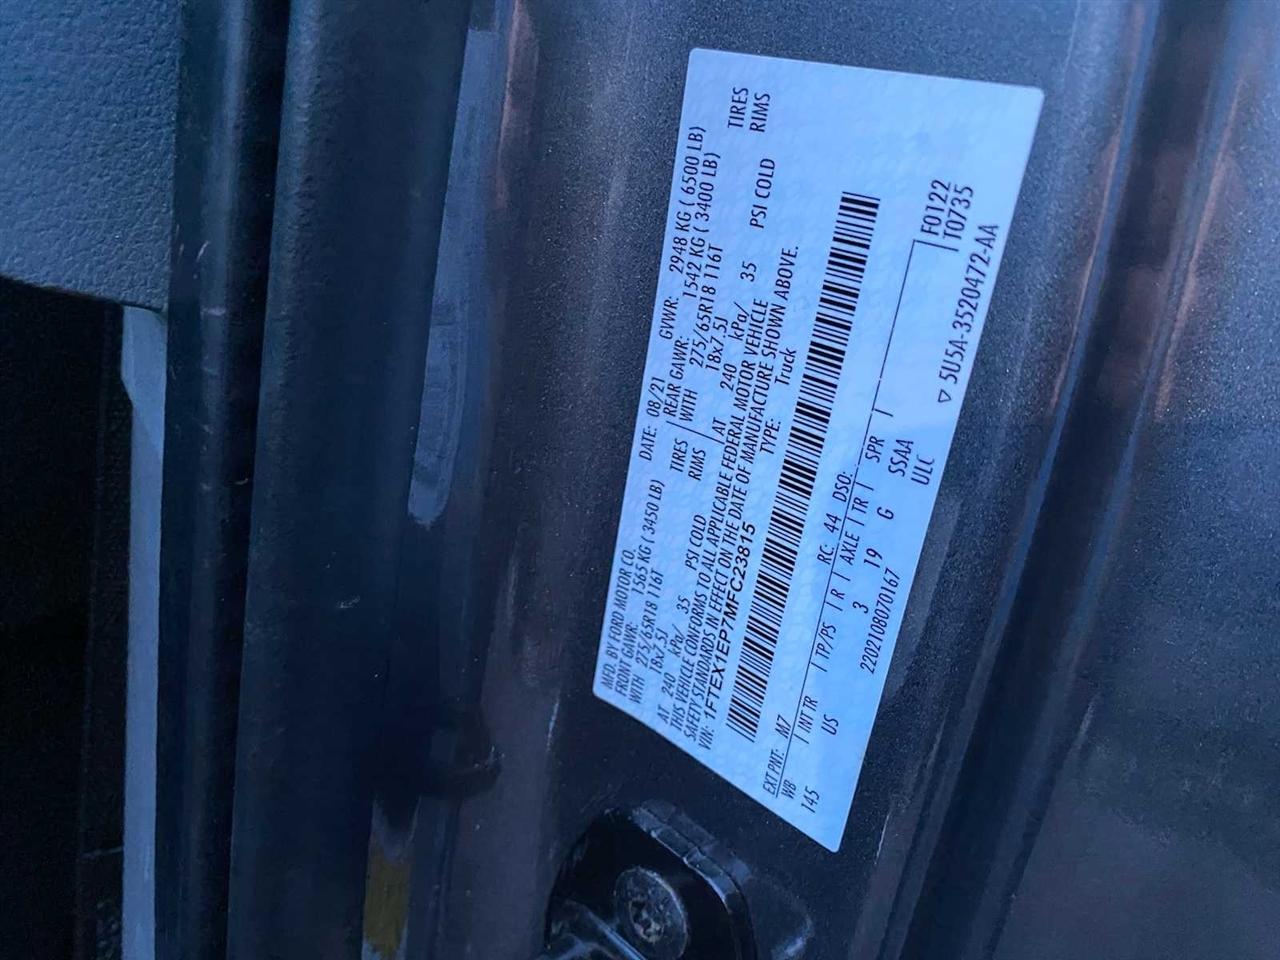 MFD. BY FORD MOTOR CO. DATE: 08/21 GVWR: 2948 KG ( 6500 LB)
FRONT GAWR: 1565 KG ( 3450 LB) REAR GAWR: 1542 KG ( 3400 LB)
WITH 275/65R18 116T TIRES WITH 275/65R18 116T TIRES
18x7.5J RIMS 18x7.5J RIMS
AT 240 kPa/ 35 PSI COLD AT 240 kPa/ 35 PSI COLD
THIS VEHICLE CONFORMS TO ALL APPLICABLE FEDERAL MOTOR VEHICLE
SAFETY STANDARDS IN EFFECT ON THE DATE OF MANUFACTURE SHOWN ABOVE.
VIN: 1FTEX1EP7MFC23815 TYPE: Truck
EXT PNT: M7 RC: 44 DSO: F0122
WB INT TR TP/PS R AXLE TR SPR T0735
145 US 3 19 G SSAA
2202108070167 ULC ▽ 5U5A-3520472-AA